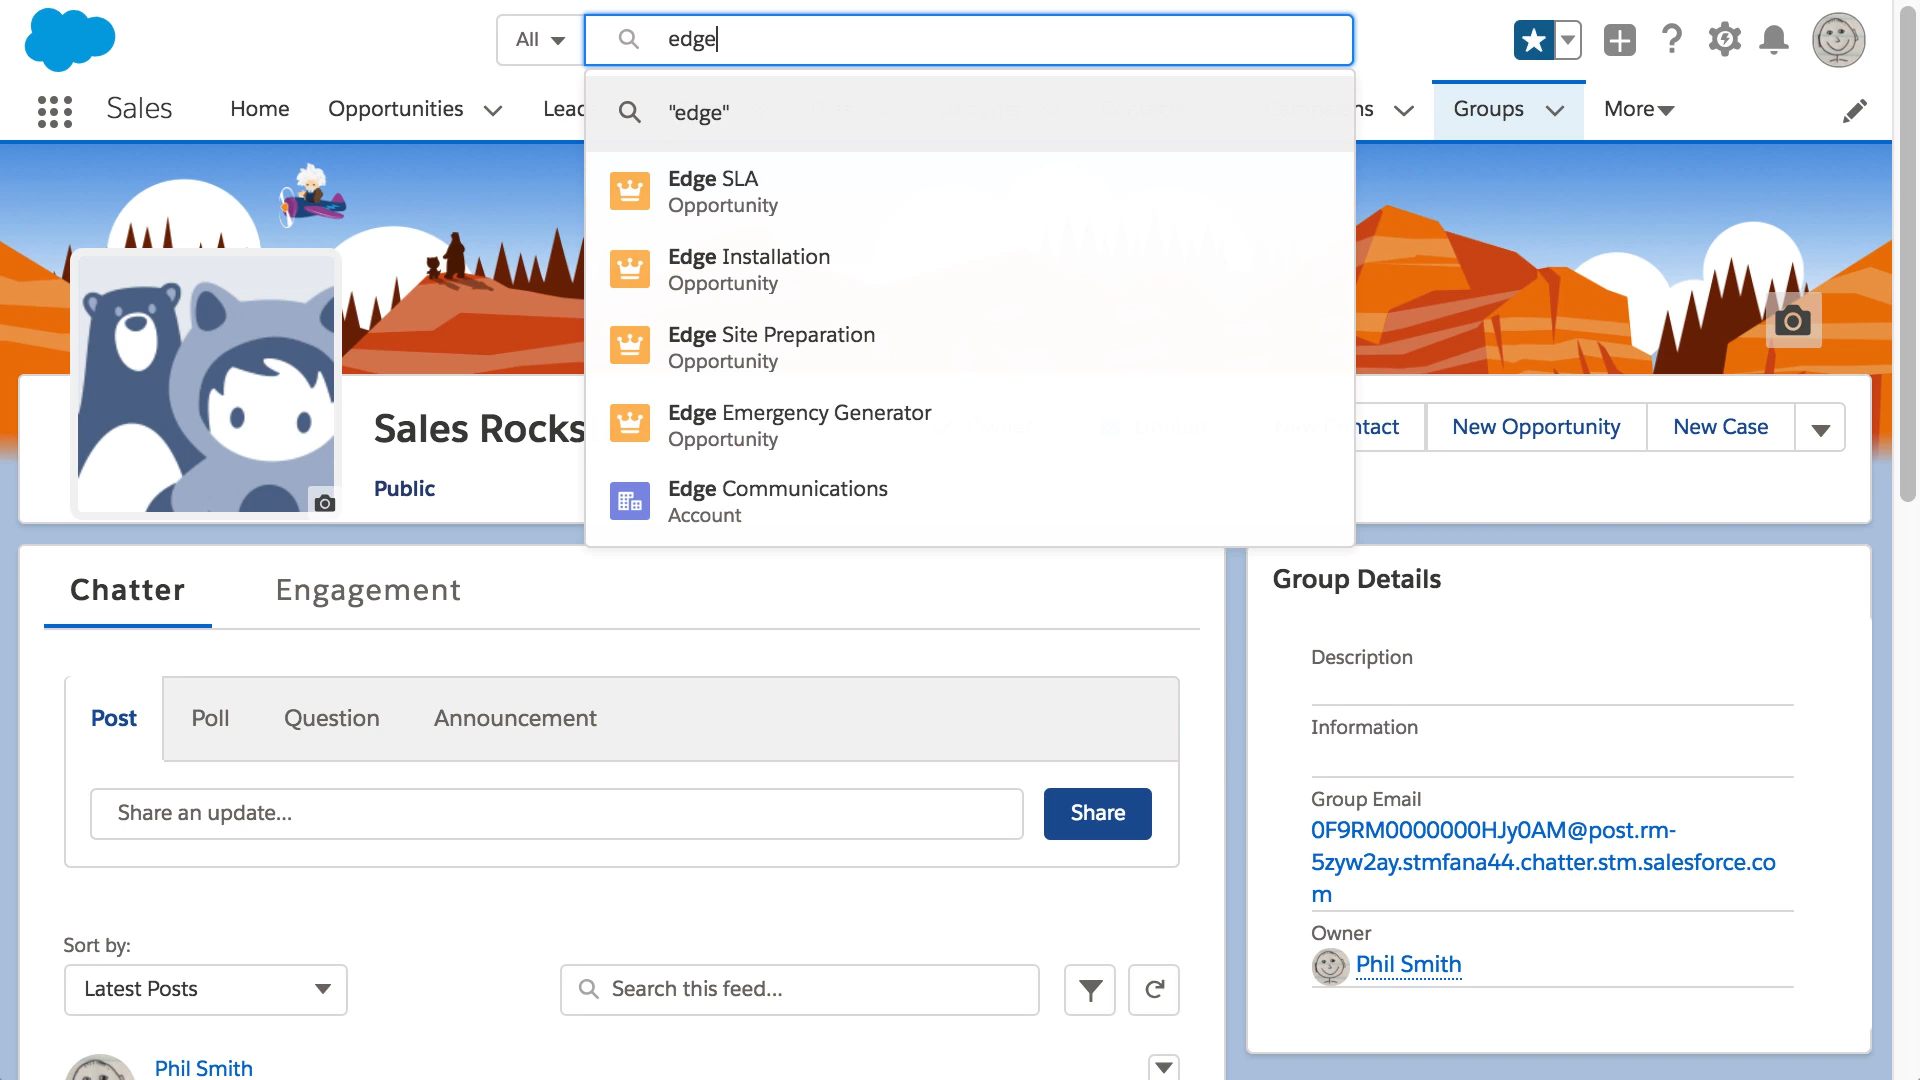 All
edge
Sales
Home
Opportunities
"edge"
Groups
More
Edge SLA
Opportunity
Edge Installation
Opportunity
Edge Site Preparation
Opportunity
Edge Emergency Generator
Opportunity
Edge Communications
Account
Sales Rocks
Public
New Opportunity
New Case
Chatter
Engagement
Post
Poll
Question
Announcement
Share an update...
Share
Sort by:
Latest Posts
Search this feed...
Phil Smith
Group Details
Description
Information
Group Email
0F9RM0000000HJy0AM@post.rm-
5zyw2ay.stmfana44.chatter.stm.salesforce.co
m
Owner
Phil Smith